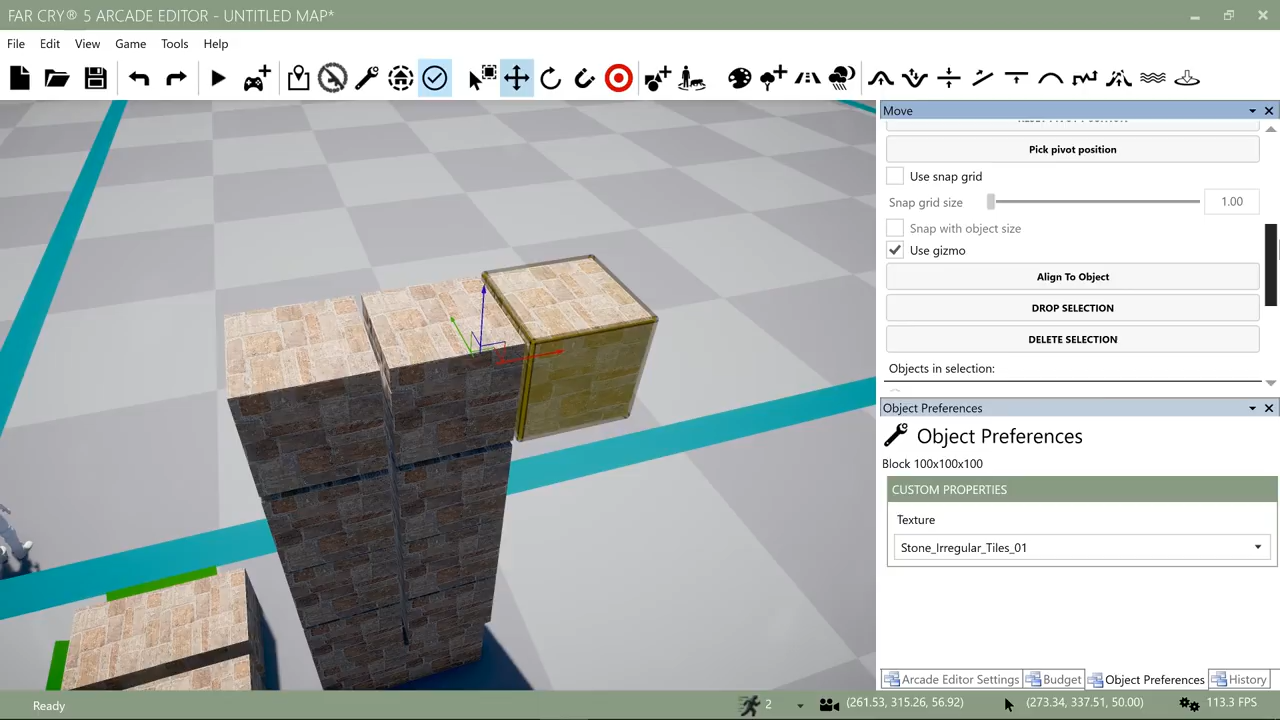 FAR CRY® 5 ARCADE EDITOR - UNTITLED MAP*
File Edit View Game Tools Help
Move
RESET PIVOT POSITION
Pick pivot position
Use snap grid
Snap grid size 1.00
Snap with object size
Use gizmo
Align To Object
DROP SELECTION
DELETE SELECTION
Objects in selection:
Object Preferences
Object Preferences
Block 100x100x100
CUSTOM PROPERTIES
Texture
Stone_Irregular_Tiles_01
Arcade Editor Settings Budget Object Preferences History
Ready 2 (261.53, 315.26, 56.92) (273.34, 337.51, 50.00) 113.3 FPS